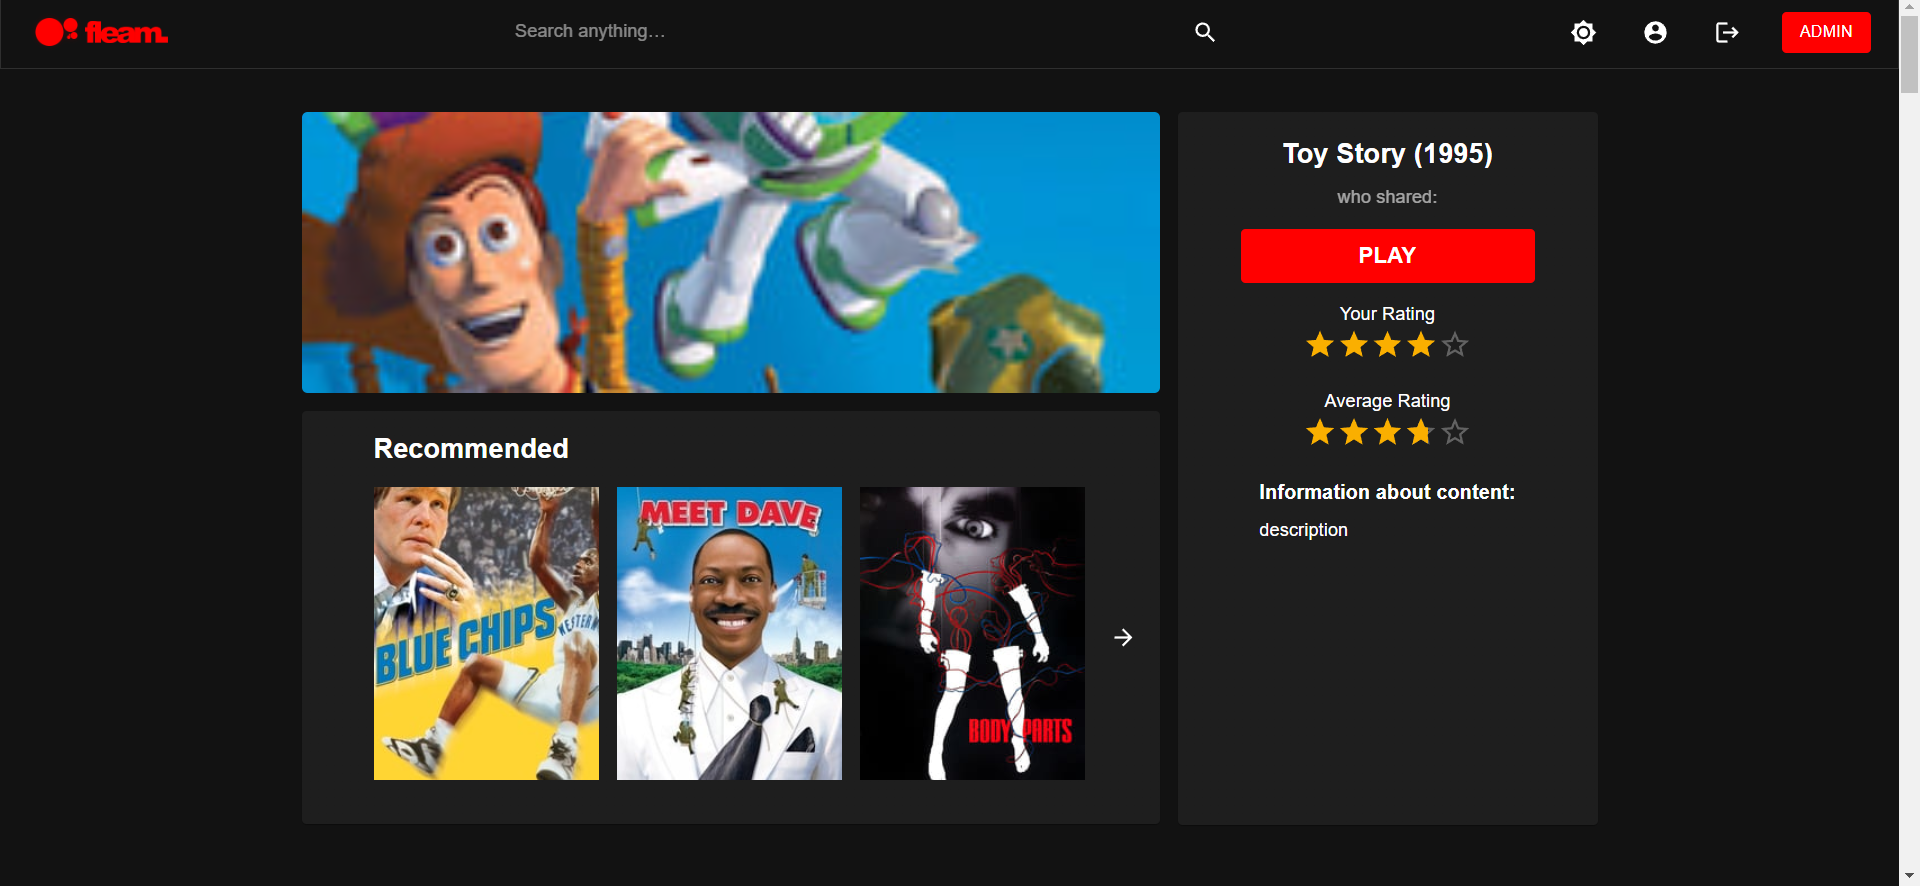 fleam.
Search anything...
ADMIN
Toy Story (1995)
who shared:
PLAY
Your Rating
Average Rating
Information about content:
description
Recommended
BLUE CHIPS
WESTERN
MEET DAVE
BODY PARTS